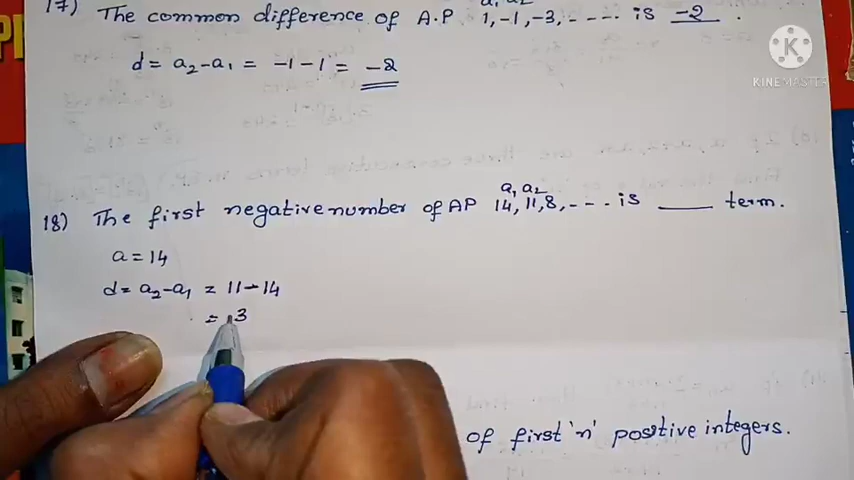 17) The common difference of A.P 1,-1,-3,..... is -2 .
d = a2-a1 = -1-1 = -2
K
KINEMASTER
a1 a2
18) The first negative number of AP 14, 11, 8, .... is ____ term.
a = 14
d = a2-a1 = 11-14
= -3
of first 'n' positive integers.